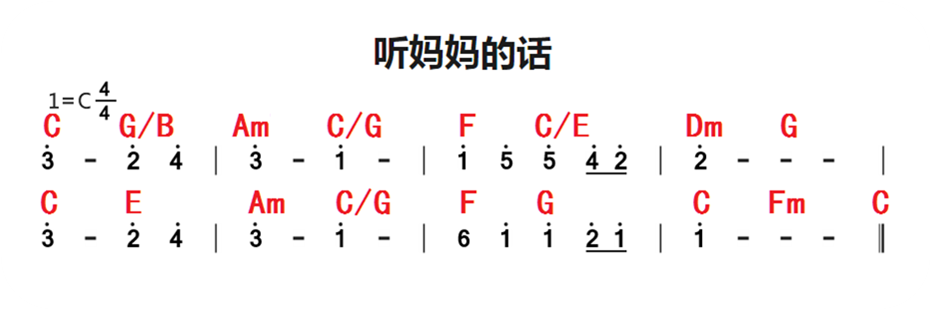 听妈妈的话
1=C 4/4
C G/B Am C/G F C/E Dm G
3̇ - 2̇ 4̇ | 3̇ - 1̇ - | 1̇ 5̇ 5̇ 4̇ 2̇ | 2̇ - - - |
C E Am C/G F G C Fm C
3̇ - 2̇ 4̇ | 3̇ - 1̇ - | 6 1̇ 1̇ 2̇ 1̇ | 1̇ - - - ‖